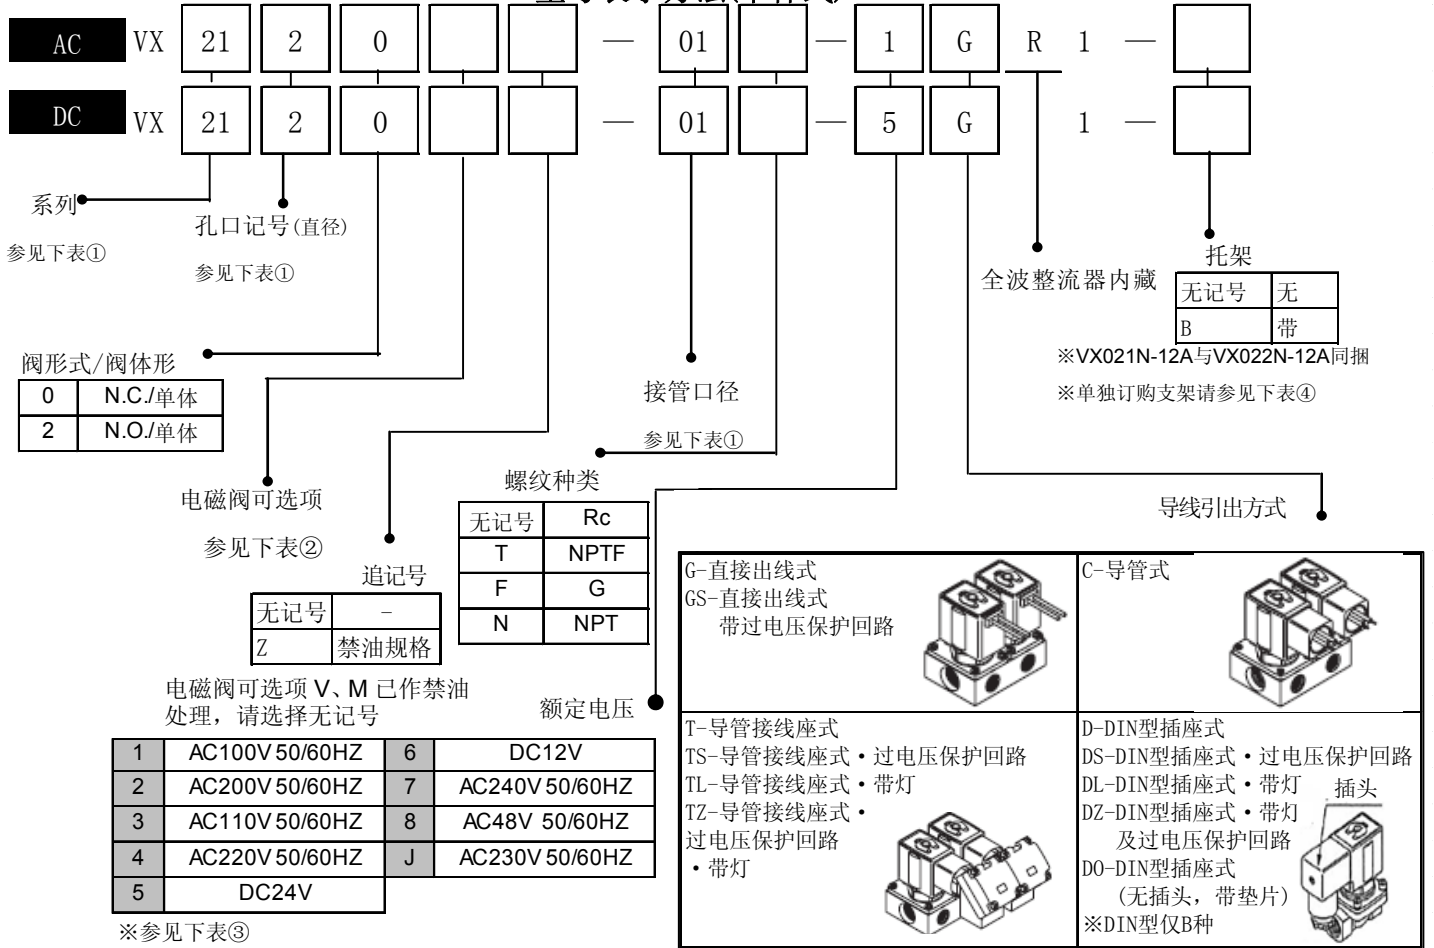 AC VX 21 2 0 — 01 — 1 G R 1 —
DC VX 21 2 0 — 01 — 5 G 1 —
系列
参见下表①
孔口记号(直径)
参见下表①
阀形式/阀体形
0 N.C./单体
2 N.O./单体
电磁阀可选项
参见下表②
追记号
无记号 -
Z 禁油规格
电磁阀可选项 V、M 已作禁油
处理，请选择无记号
接管口径
参见下表①
螺纹种类
无记号 Rc
T NPTF
F G
N NPT
额定电压
1 AC100V 50/60HZ 6 DC12V
2 AC200V 50/60HZ 7 AC240V 50/60HZ
3 AC110V 50/60HZ 8 AC48V 50/60HZ
4 AC220V 50/60HZ J AC230V 50/60HZ
5 DC24V
※参见下表③
全波整流器内藏
托架
无记号 无
B 带
※VX021N-12A与VX022N-12A同捆
※单独订购支架请参见下表④
导线引出方式
G-直接出线式
GS-直接出线式
带过电压保护回路
C-导管式
T-导管接线座式
TS-导管接线座式·过电压保护回路
TL-导管接线座式·带灯
TZ-导管接线座式·
过电压保护回路
·带灯
D-DIN型插座式
DS-DIN型插座式·过电压保护回路
DL-DIN型插座式·带灯
DZ-DIN型插座式·带灯
及过电压保护回路
DO-DIN型插座式
(无插头，带垫片)
※DIN型仅B种
插头